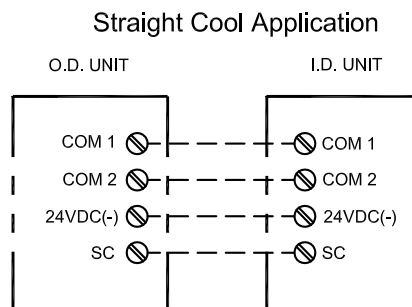 Straight Cool Application
O.D. UNIT I.D. UNIT
COM 1 COM 1
COM 2 COM 2
24VDC(-) 24VDC(-)
SC SC